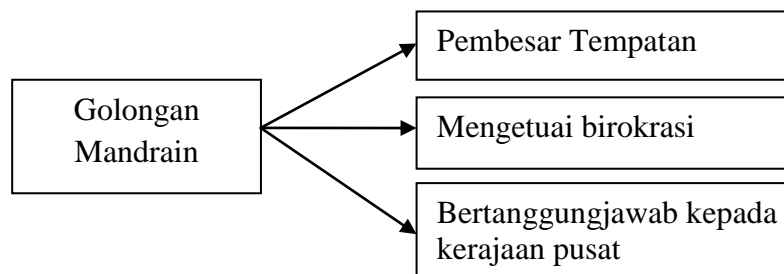 Golongan
Mandrain
Pembesar Tempatan
Mengetuai birokrasi
Bertanggungjawab kepada
kerajaan pusat